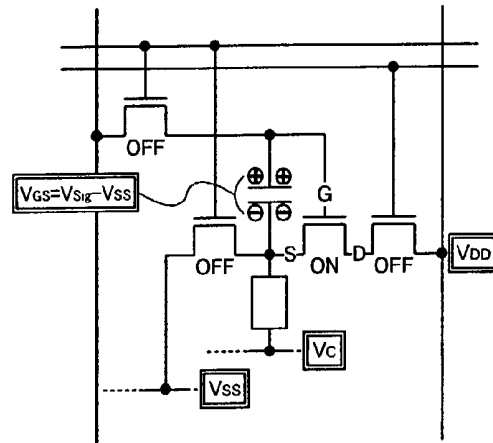 OFF
⊕ ⊕
VGS=VSig-VSS
G
⊖ ⊖
OFF
S
ON
D
OFF
VDD
VC
VSS